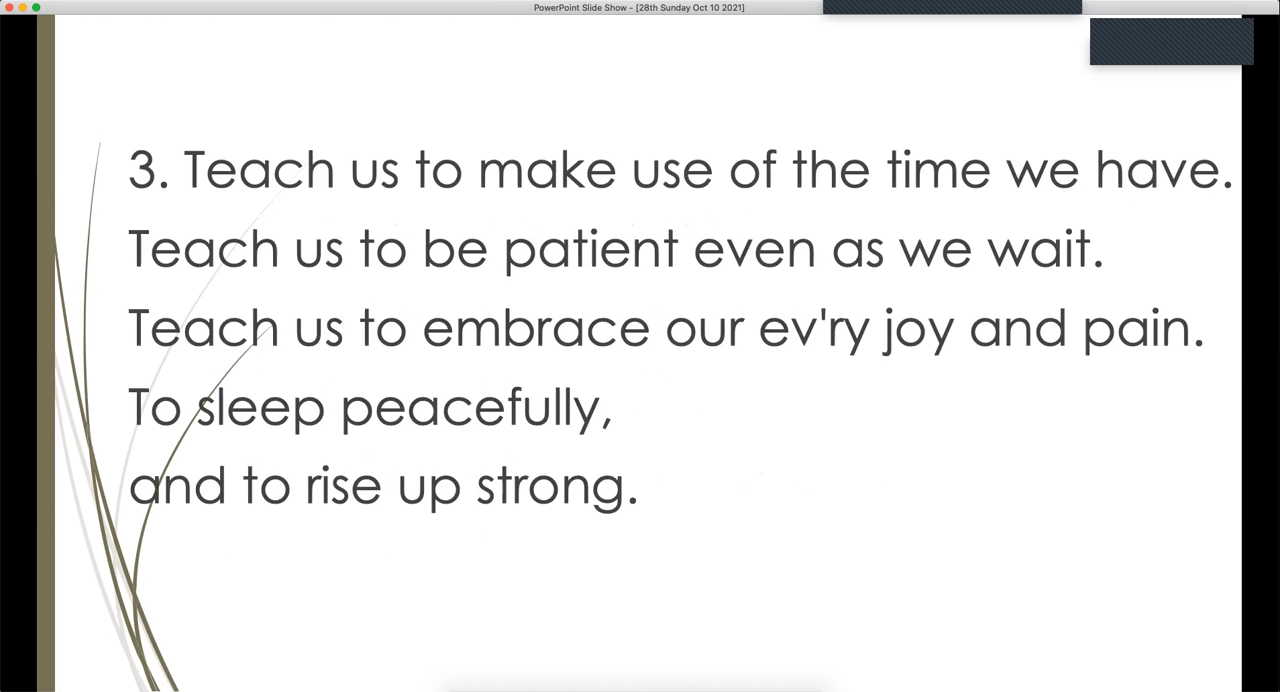 PowerPoint Slide Show - [28th Sunday Oct 10 2021]
3. Teach us to make use of the time we have.
Teach us to be patient even as we wait.
Teach us to embrace our ev'ry joy and pain.
To sleep peacefully,
and to rise up strong.